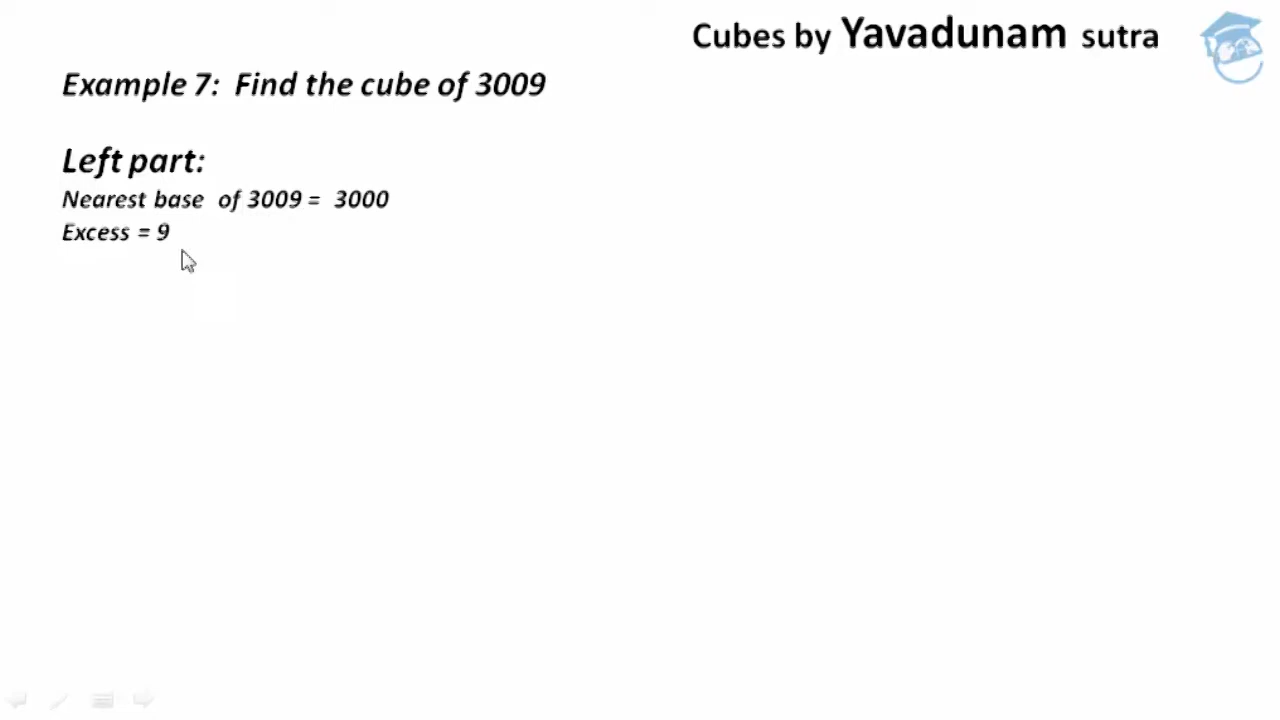 Cubes by Yavadunam sutra
Example 7: Find the cube of 3009
Left part:
Nearest base of 3009 = 3000
Excess = 9